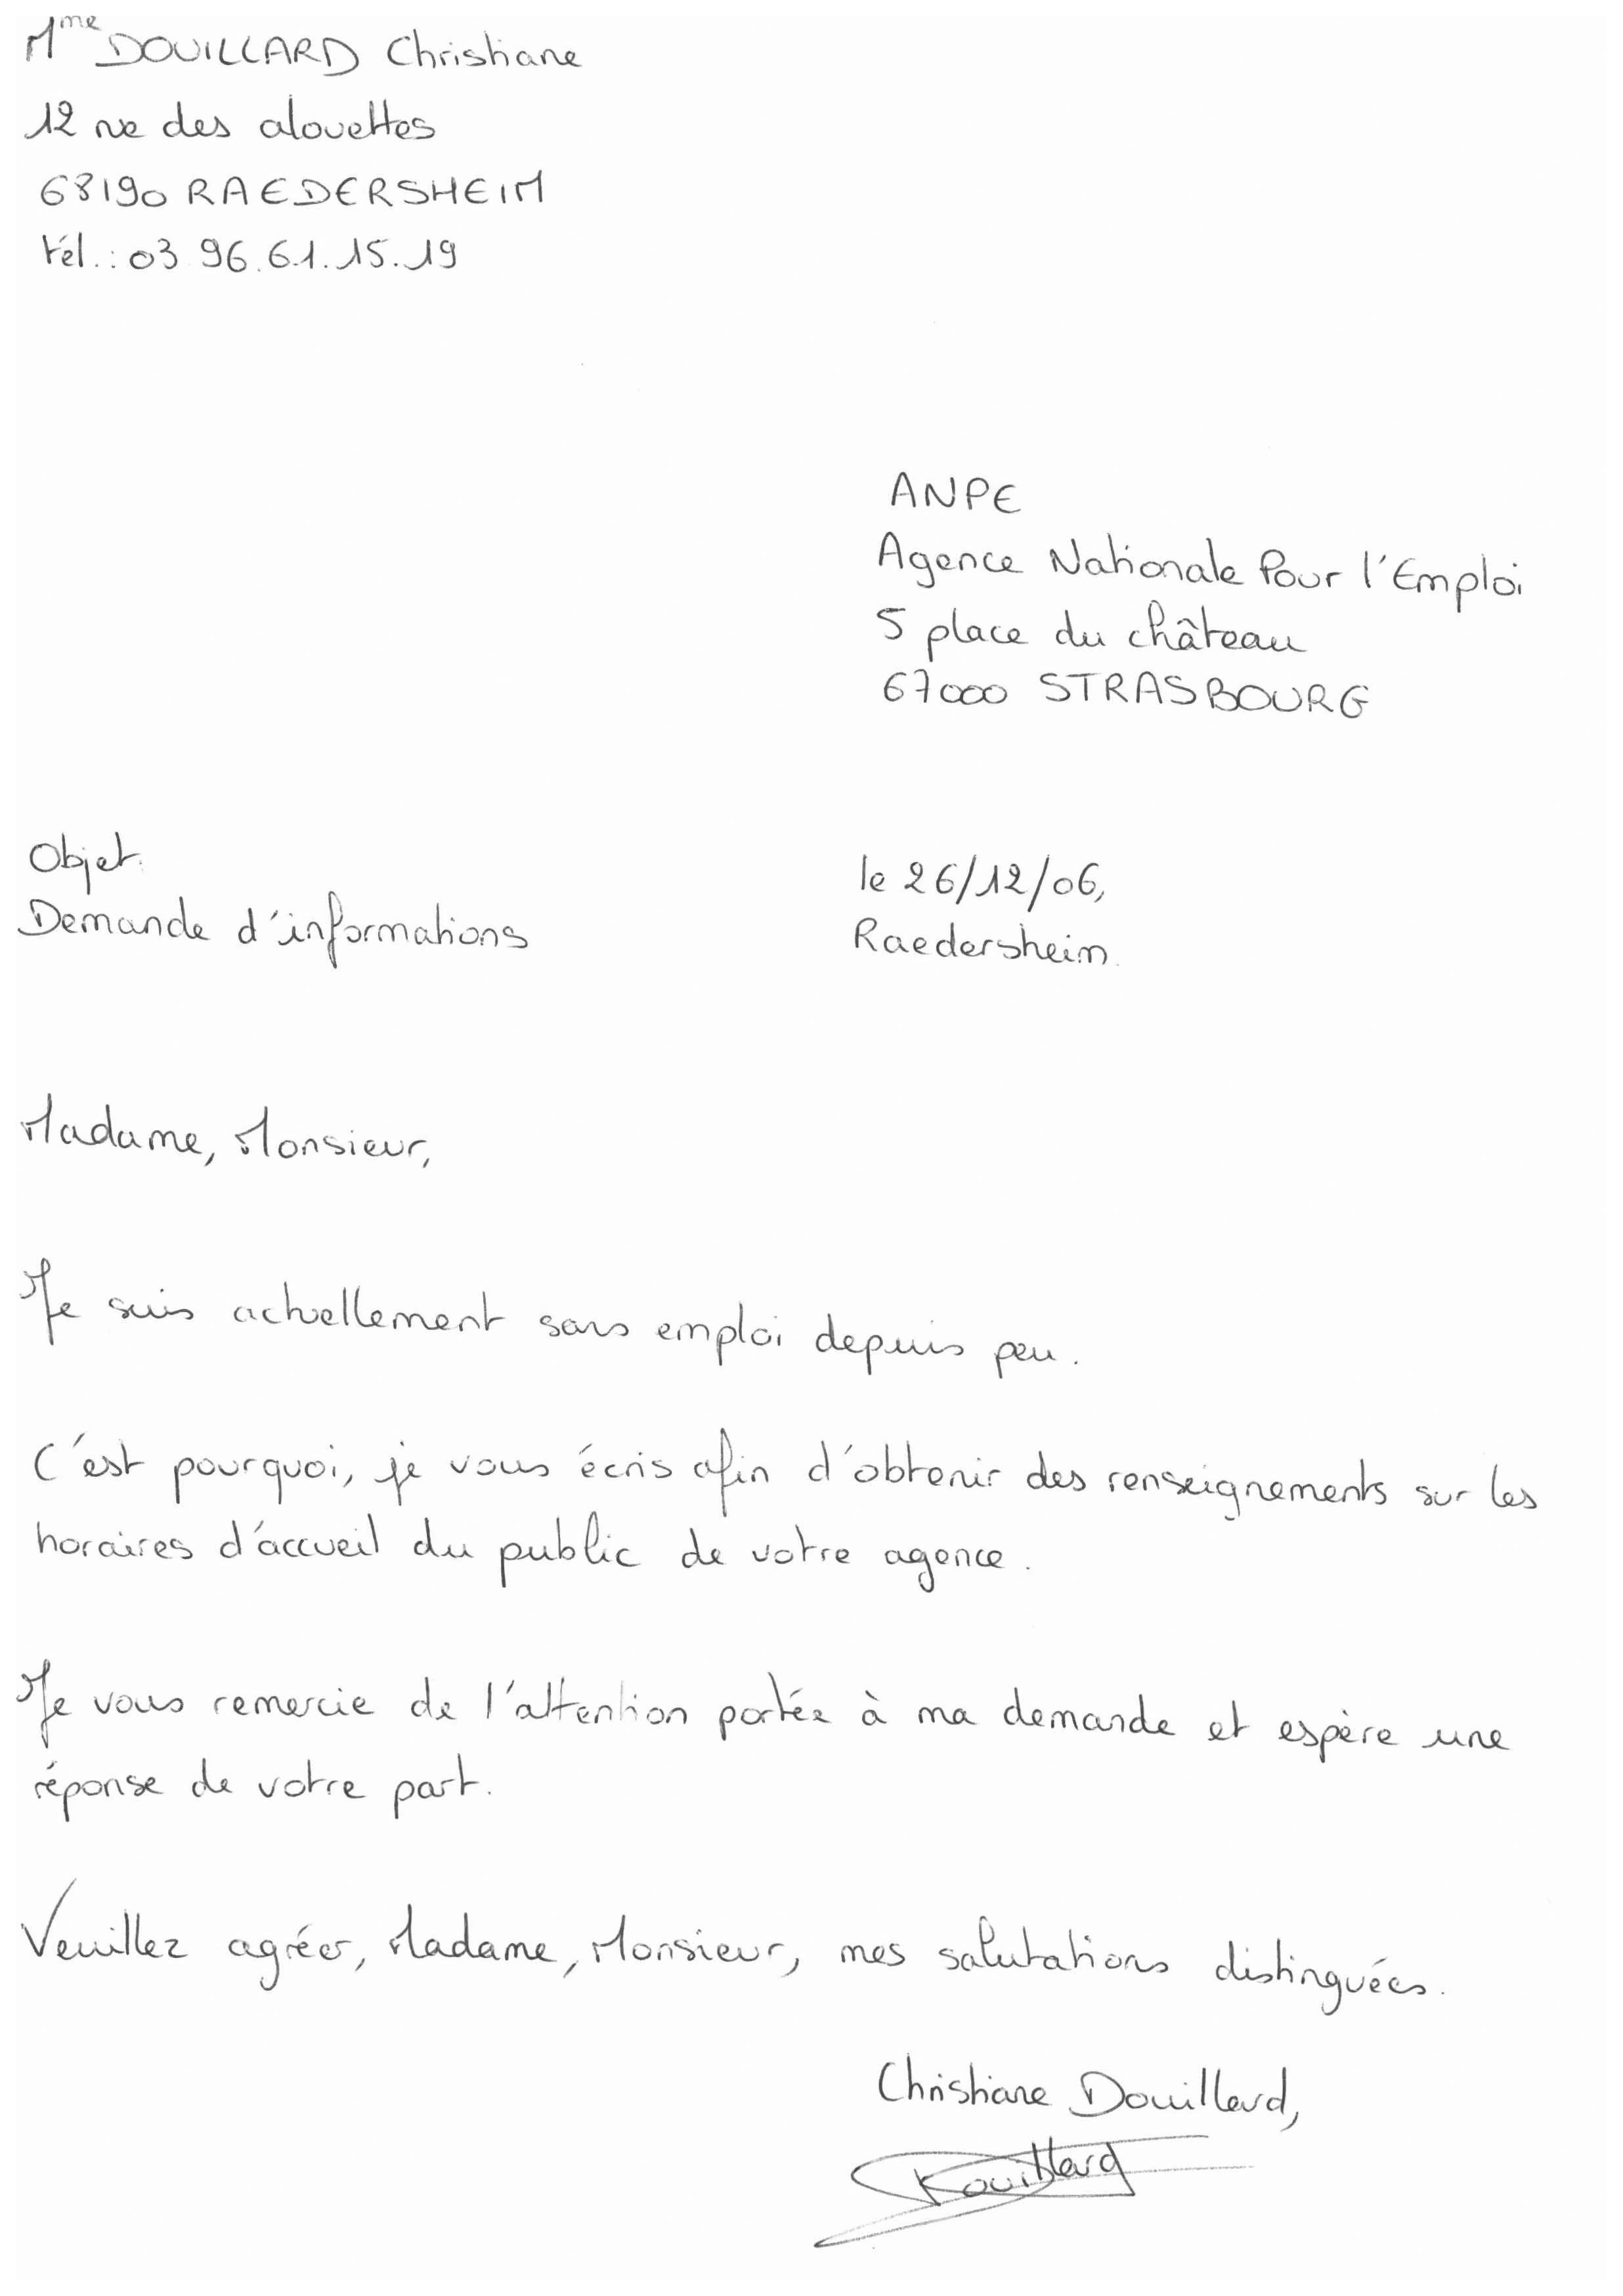 Mme DOUILLARD Christiane
12 rue des alouettes
68190 RAEDERSHEIM
tél.: 03 96.61.15.19
ANPE
Agence Nationale Pour l'Emploi
5 place du château
67000 STRASBOURG
Objet:
Demande d'informations
le 26/12/06,
Raedersheim.
Madame, Monsieur,
Je suis actuellement sans emploi depuis peu.
C'est pourquoi, je vous écris afin d'obtenir des renseignements sur les
horaires d'accueil du public de votre agence.
Je vous remercie de l'attention portée à ma demande et espère une
réponse de votre part.
Veuillez agréer, Madame, Monsieur, mes salutations distinguées.
Christiane Douillard,
Douillard